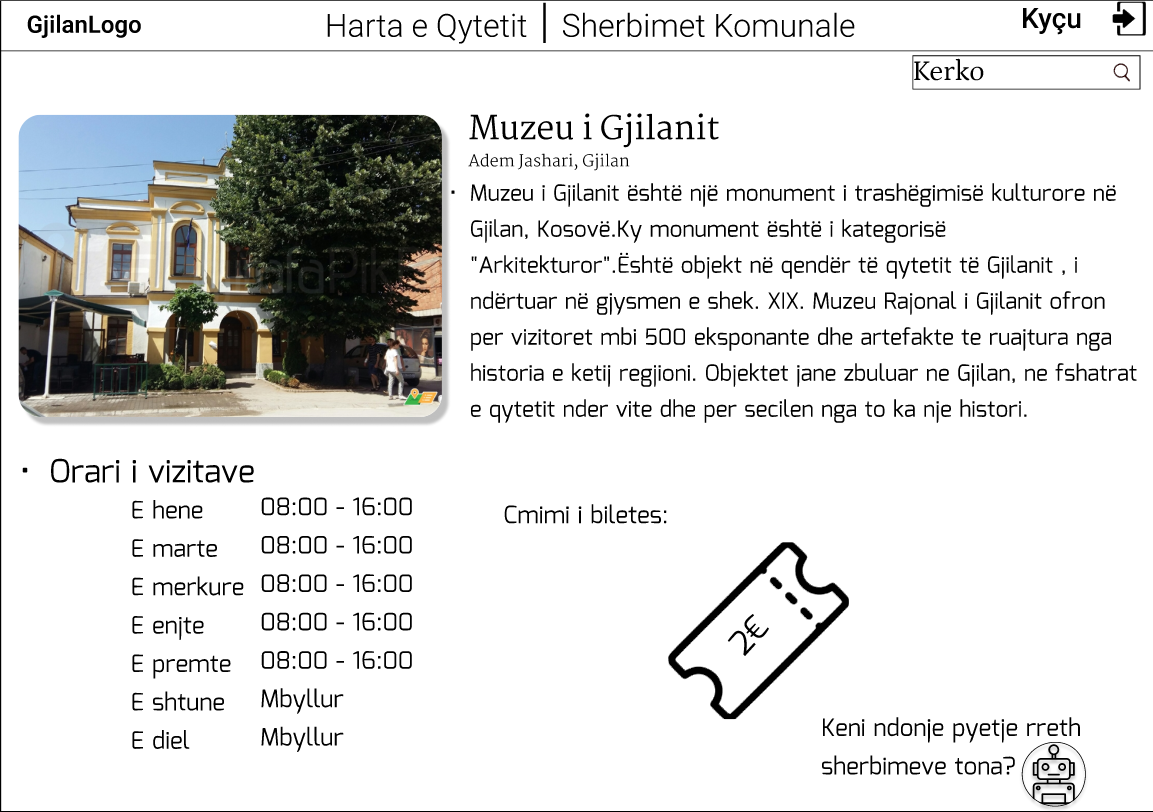 GjilanLogo
Harta e Qytetit | Sherbimet Komunale
Kyçu
Kerko
Muzeu i Gjilanit
Adem Jashari, Gjilan
· Muzeu i Gjilanit është një monument i trashëgimisë kulturore në
Gjilan, Kosovë.Ky monument është i kategorisë
"Arkitekturor".Është objekt në qendër të qytetit të Gjilanit , i
ndërtuar në gjysmen e shek. XIX. Muzeu Rajonal i Gjilanit ofron
per vizitoret mbi 500 eksponante dhe artefakte te ruajtura nga
historia e ketij regjioni. Objektet jane zbuluar ne Gjilan, ne fshatrat
e qytetit nder vite dhe per secilen nga to ka nje histori.
· Orari i vizitave
E hene 08:00 - 16:00
E marte 08:00 - 16:00
E merkure 08:00 - 16:00
E enjte 08:00 - 16:00
E premte 08:00 - 16:00
E shtune Mbyllur
E diel Mbyllur
Cmimi i biletes:
2€
Keni ndonje pyetje rreth
sherbimeve tona?